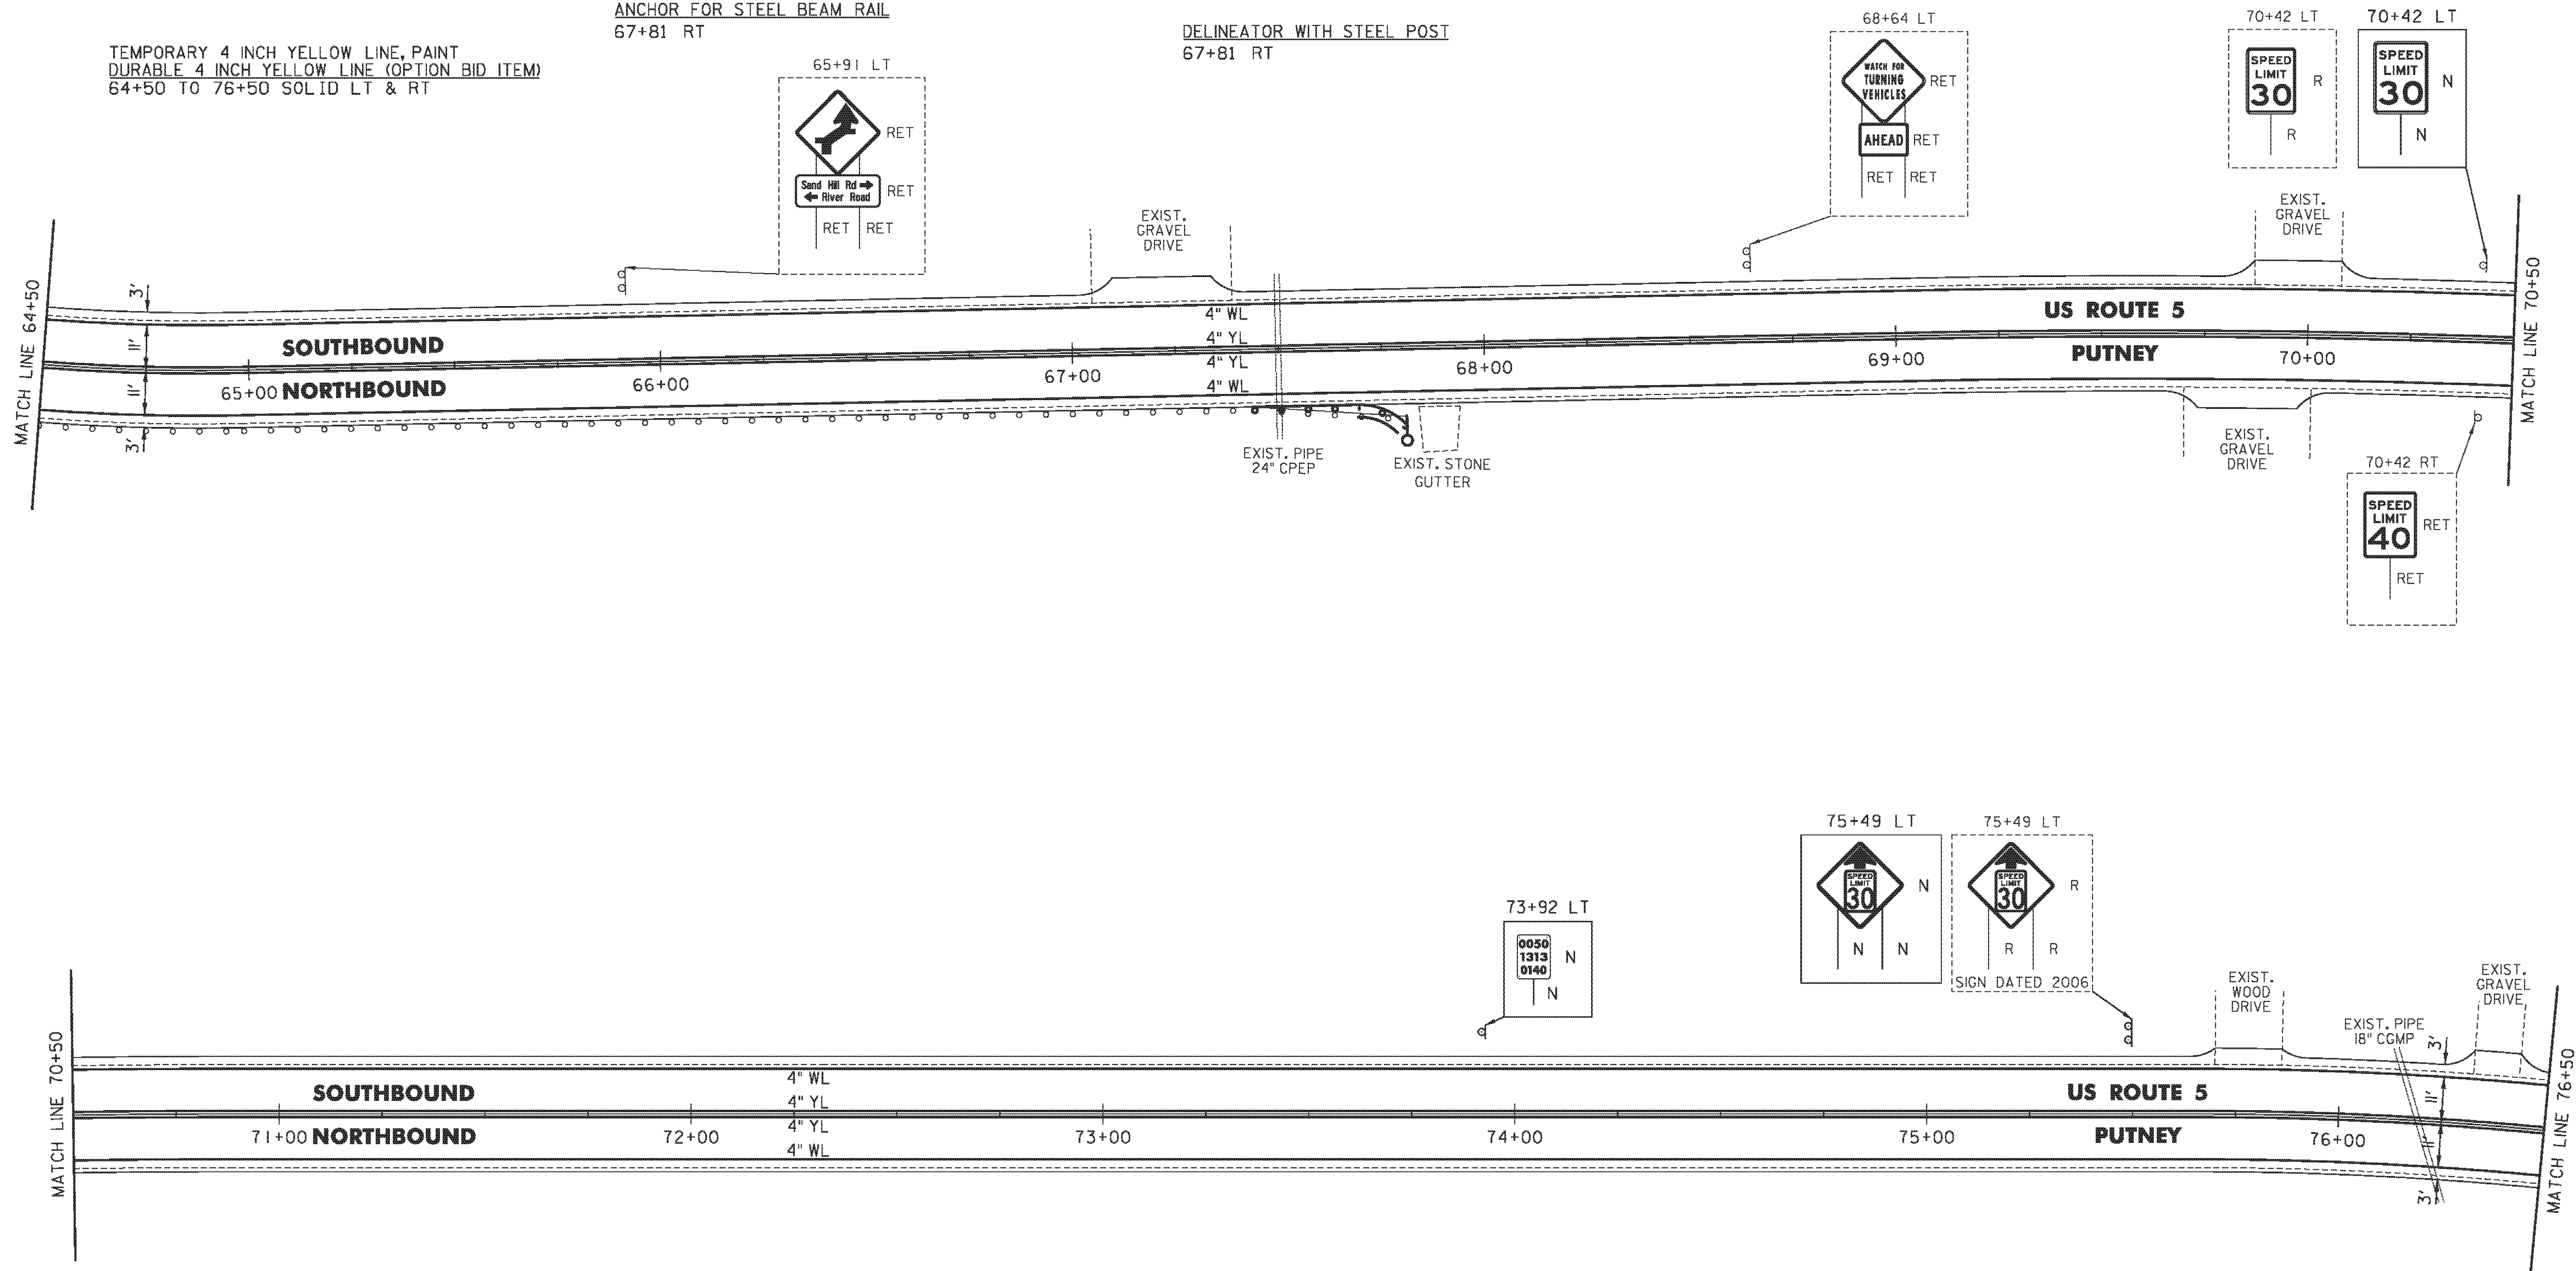 ANCHOR FOR STEEL BEAM RAIL
67+81 RT
DELINEATOR WITH STEEL POST
67+81 RT
TEMPORARY 4 INCH YELLOW LINE, PAINT
DURABLE 4 INCH YELLOW LINE (OPTION BID ITEM)
64+50 TO 76+50 SOLID LT & RT
65+91 LT
RET
Sand Hill Rd
River Road
RET
RET RET
68+64 LT
WATCH FOR
TURNING
VEHICLES
RET
AHEAD
RET
RET RET
70+42 LT
SPEED
LIMIT
30
R
R
70+42 LT
SPEED
LIMIT
30
N
N
EXIST.
GRAVEL
DRIVE
EXIST.
GRAVEL
DRIVE
MATCH LINE 64+50
3'
11'
11'
3'
SOUTHBOUND
NORTHBOUND
4" WL
4" YL
4" YL
4" WL
US ROUTE 5
PUTNEY
65+00
66+00
67+00
68+00
69+00
70+00
MATCH LINE 70+50
EXIST. PIPE
24" CPEP
EXIST. STONE
GUTTER
EXIST.
GRAVEL
DRIVE
70+42 RT
SPEED
LIMIT
40
RET
RET
73+92 LT
0050
1313
0140
N
N
75+49 LT
SPEED
LIMIT
30
N
N N
75+49 LT
SPEED
LIMIT
30
R
R R
SIGN DATED 2006
EXIST.
WOOD
DRIVE
EXIST. PIPE
18" CGMP
EXIST.
GRAVEL
DRIVE
MATCH LINE 70+50
SOUTHBOUND
NORTHBOUND
4" WL
4" YL
4" YL
4" WL
US ROUTE 5
PUTNEY
71+00
72+00
73+00
74+00
75+00
76+00
3'
11'
11'
3'
MATCH LINE 76+50